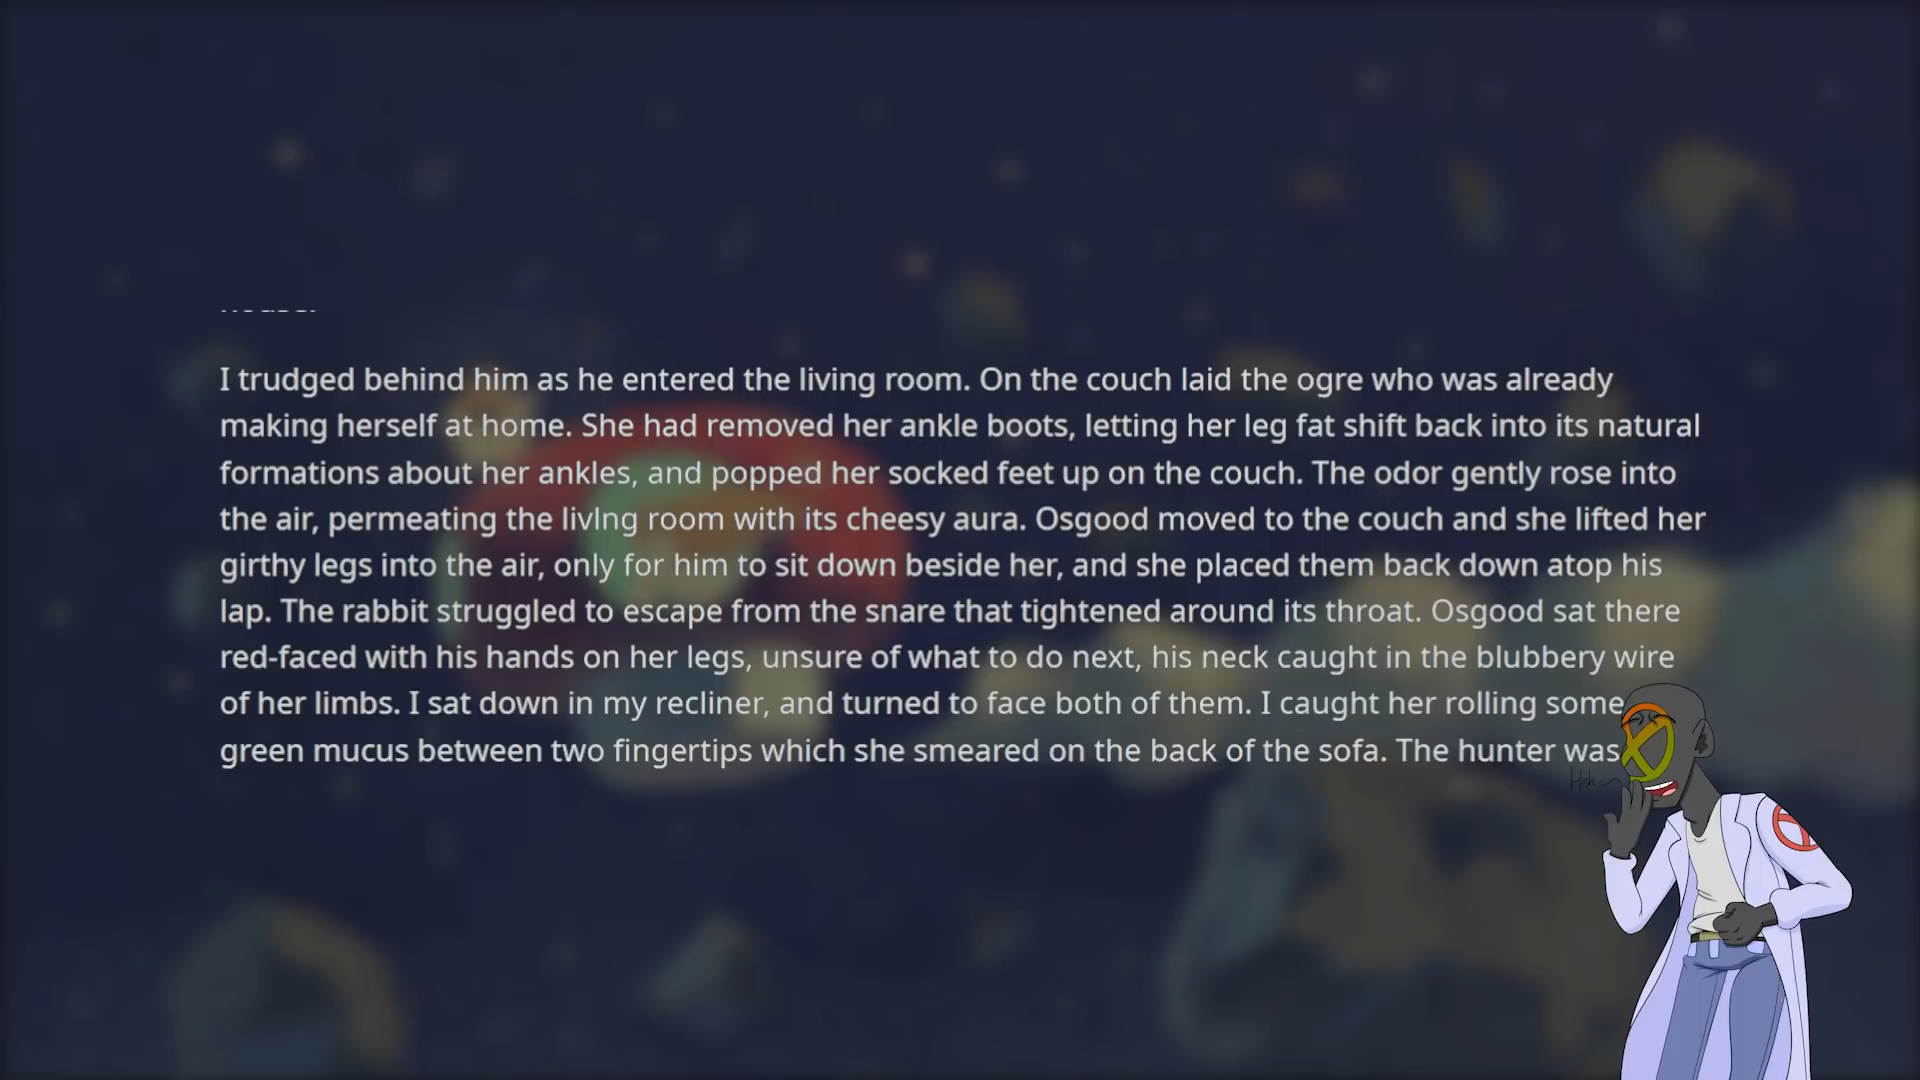 I trudged behind him as he entered the living room. On the couch laid the ogre who was already
making herself at home. She had removed her ankle boots, letting her leg fat shift back into its natural
formations about her ankles, and popped her socked feet up on the couch. The odor gently rose into
the air, permeating the livIng room with its cheesy aura. Osgood moved to the couch and she lifted her
girthy legs into the air, only for him to sit down beside her, and she placed them back down atop his
lap. The rabbit struggled to escape from the snare that tightened around its throat. Osgood sat there
red-faced with his hands on her legs, unsure of what to do next, his neck caught in the blubbery wire
of her limbs. I sat down in my recliner, and turned to face both of them. I caught her rolling some
green mucus between two fingertips which she smeared on the back of the sofa. The hunter was